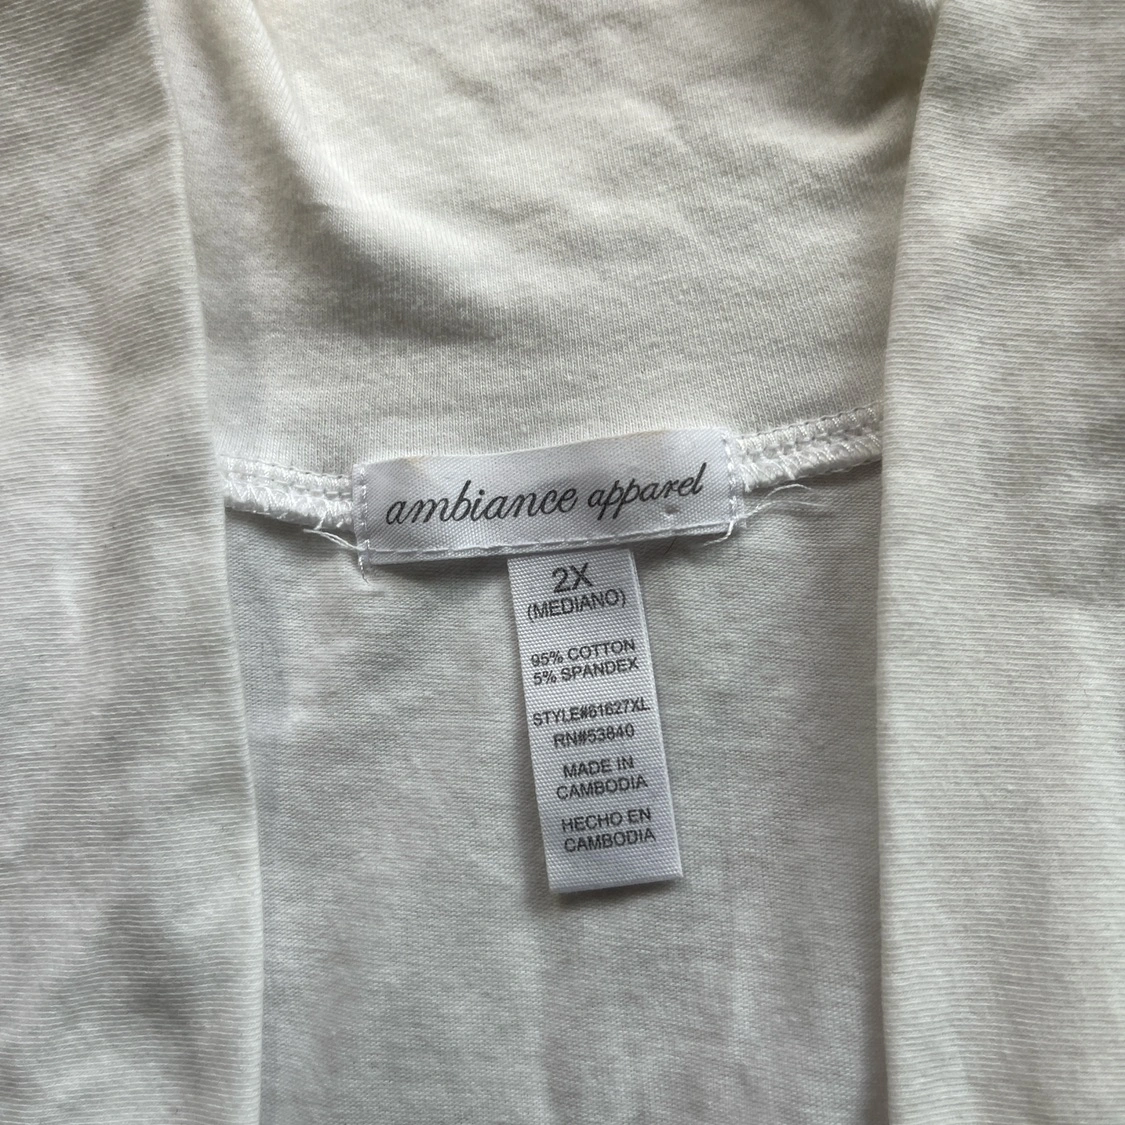 ambiance apparel
2X
(MEDIANO)
95% COTTON
5% SPANDEX
STYLE#61627XL
RN#53840
MADE IN
CAMBODIA
HECHO EN
CAMBODIA